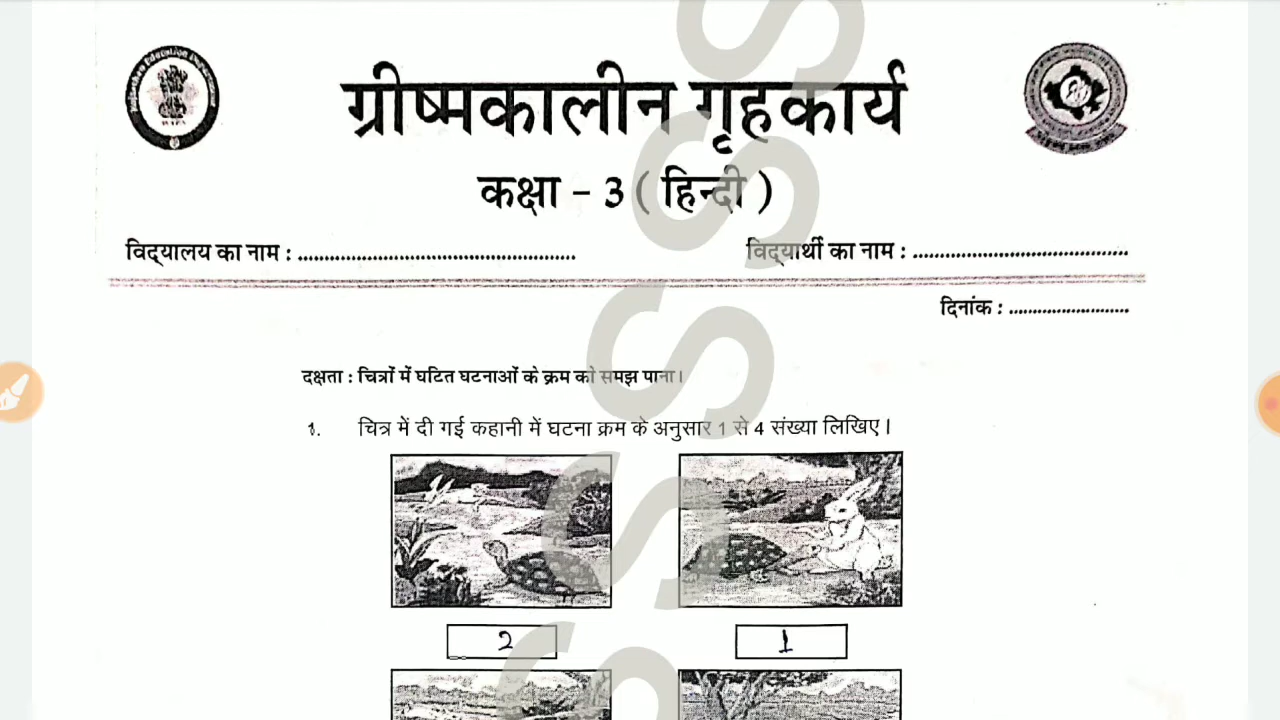 ग्रीष्मकालीन गृहकार्य
कक्षा - 3 ( हिन्दी )
विद्यालय का नाम : ............................................................
विद्यार्थी का नाम : ...............................................
दिनांक : ..........................
दक्षता : चित्रों में घटित घटनाओं के क्रम को समझ पाना।
1. चित्र में दी गई कहानी में घटना क्रम के अनुसार 1 से 4 संख्या लिखिए।
2
1